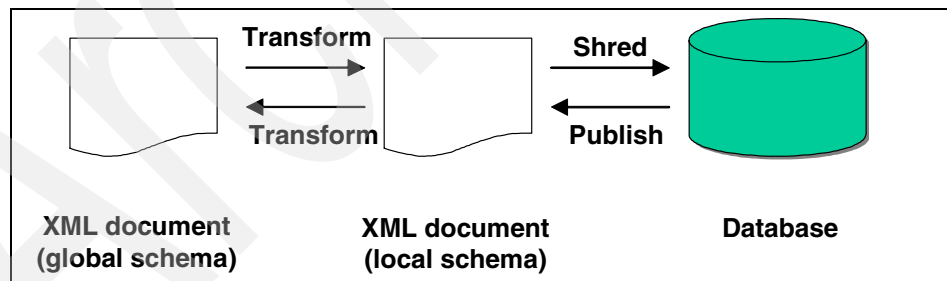 Transform
Shred
Transform
Publish
XML document
(global schema)
XML document
(local schema)
Database